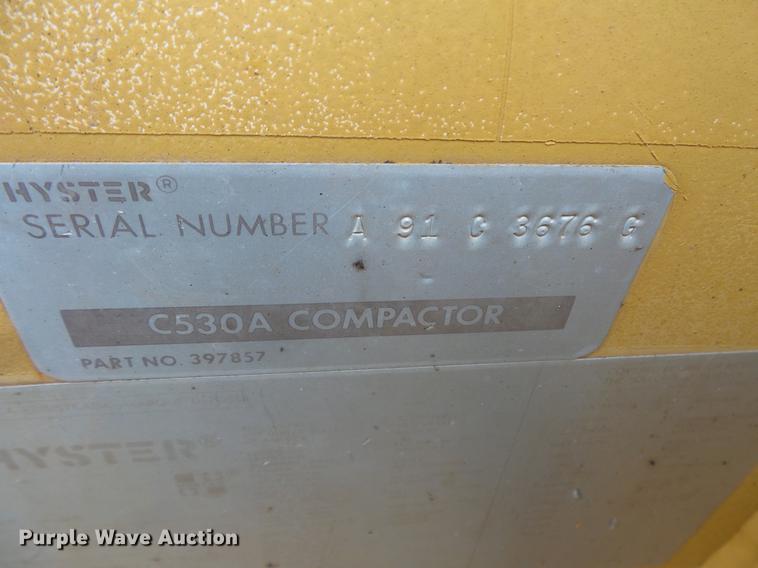 HYSTER®
SERIAL NUMBER A 91 C 3676 G
C530A COMPACTOR
PART NO. 397857
HYSTER®
Purple Wave Auction